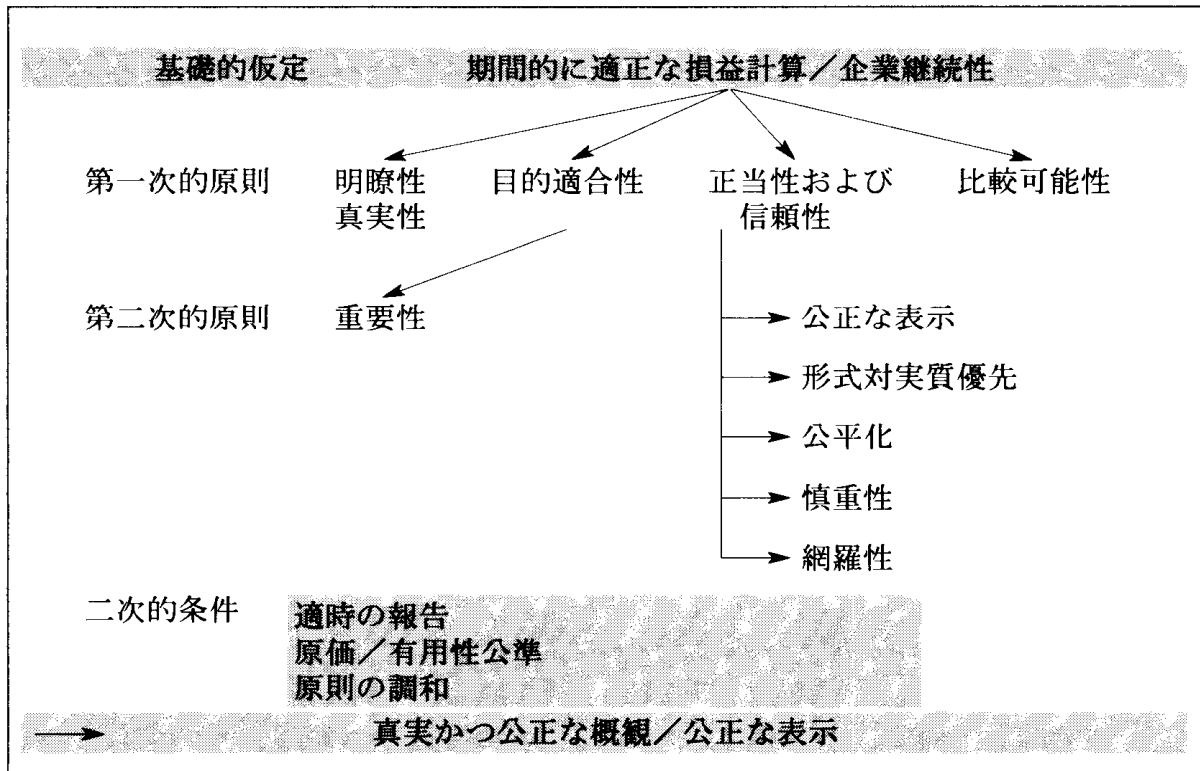 基礎的仮定 期間的に適正な損益計算／企業継続性
第一次的原則 明瞭性 目的適合性 正当性および 比較可能性
真実性 信頼性
第二次的原則 重要性 公正な表示
形式対実質優先
公平化
慎重性
網羅性
二次的条件 適時の報告
原価／有用性公準
原則の調和
真実かつ公正な概観／公正な表示